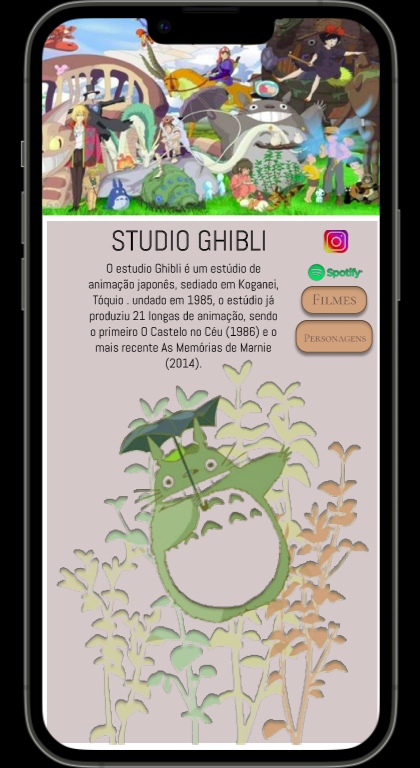 STUDIO GHIBLI
O estudio Ghibli é um estúdio de
animação japonês, sediado em Koganei,
Tóquio . undado em 1985, o estúdio já
produziu 21 longas de animação, sendo
o primeiro O Castelo no Céu (1986) e o
mais recente As Memórias de Marnie
(2014).
Spotify
FILMES
PERSONAGENS